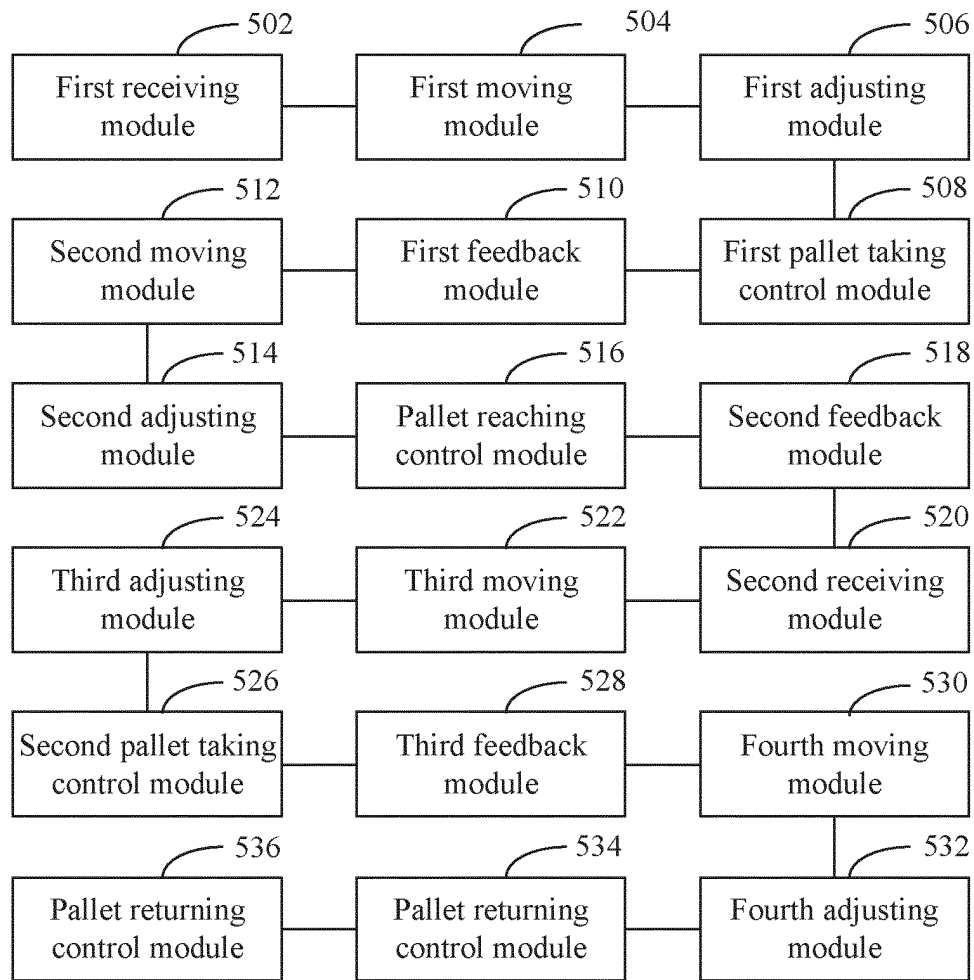 502
504
506
First receiving
module
First moving
module
First adjusting
module
512
510
508
Second moving
module
First feedback
module
First pallet taking
control module
514
516
518
Second adjusting
module
Pallet reaching
control module
Second feedback
module
524
522
520
Third adjusting
module
Third moving
module
Second receiving
module
526
528
530
Second pallet taking
control module
Third feedback
module
Fourth moving
module
536
534
532
Pallet returning
control module
Pallet returning
control module
Fourth adjusting
module